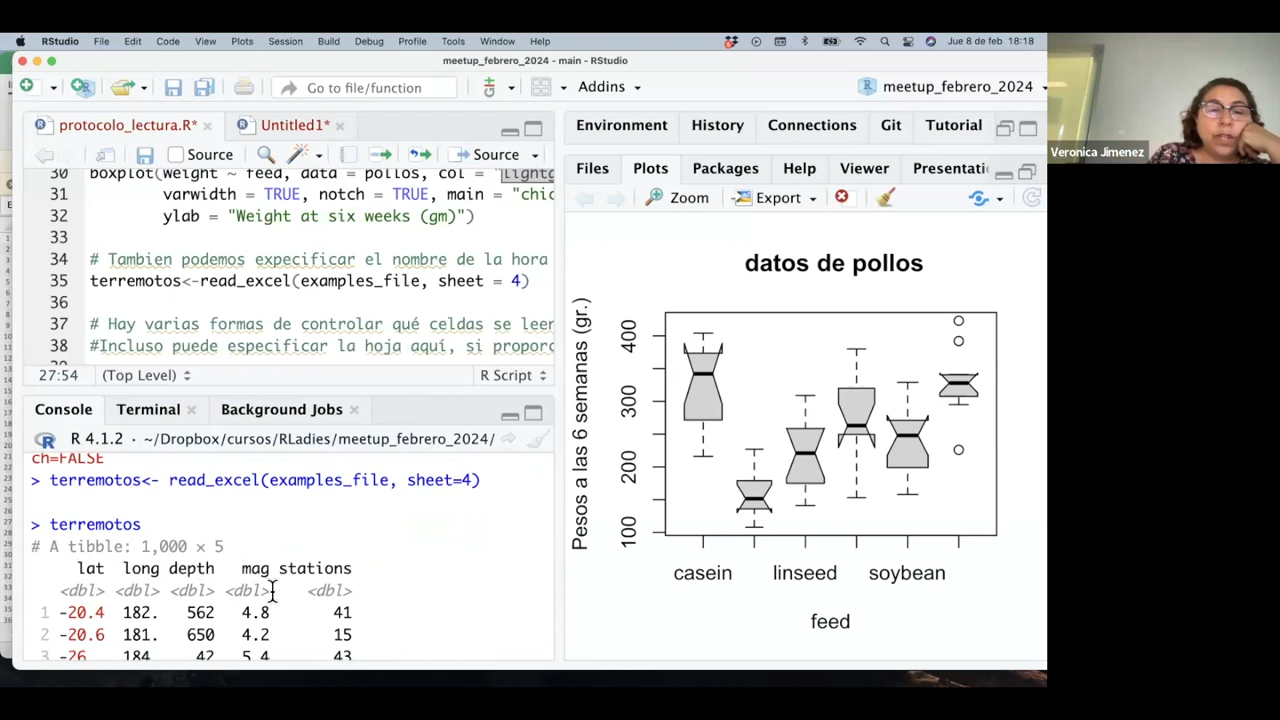 RStudio File Edit Code View Plots Session Build Debug Profile Tools Window Help Jue 8 de feb 18:18
meetup_febrero_2024 - main - RStudio
Go to file/function Addins meetup_febrero_2024
protocolo_lectura.R* Untitled1*
Source Source
30 boxplot(weight ~ feed, data = pollos, col = "lightg
31 varwidth = TRUE, notch = TRUE, main = "chic
32 ylab = "Weight at six weeks (gm)")
33
34 # Tambien podemos expecificar el nombre de la hora
35 terremotos<-read_excel(examples_file, sheet = 4)
36
37 # Hay varias formas de controlar qué celdas se leer
38 #Incluso puede especificar la hoja aquí, si proporc
27:54 (Top Level) R Script
Console Terminal Background Jobs
R 4.1.2 · ~/Dropbox/cursos/RLadies/meetup_febrero_2024/
ch=FALSE
> terremotos<- read_excel(examples_file, sheet=4)
> terremotos
# A tibble: 1,000 × 5
lat long depth mag stations
<dbl> <dbl> <dbl> <dbl> <dbl>
1 -20.4 182. 562 4.8 41
2 -20.6 181. 650 4.2 15
3 -26 184. 42 5.4 43
Environment History Connections Git Tutorial
Files Plots Packages Help Viewer Presentati
Zoom Export
datos de pollos
Pesos a las 6 semanas (gr.)
400
300
200
100
casein linseed soybean
feed
Veronica Jimenez